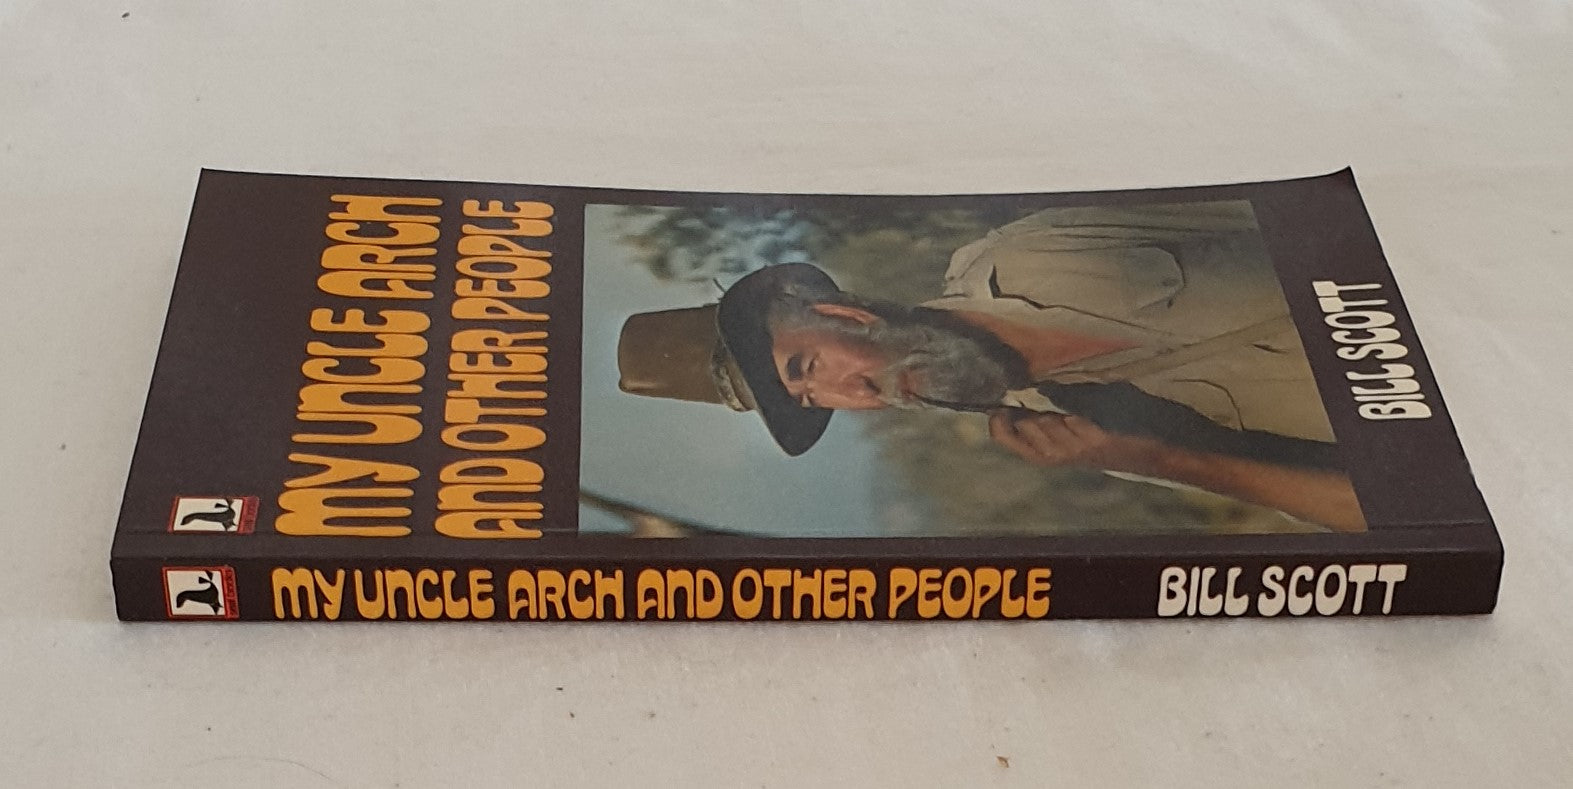 MY UNCLE ARCH
AND OTHER PEOPLE
BILL SCOTT
MY UNCLE ARCH AND OTHER PEOPLE BILL SCOTT